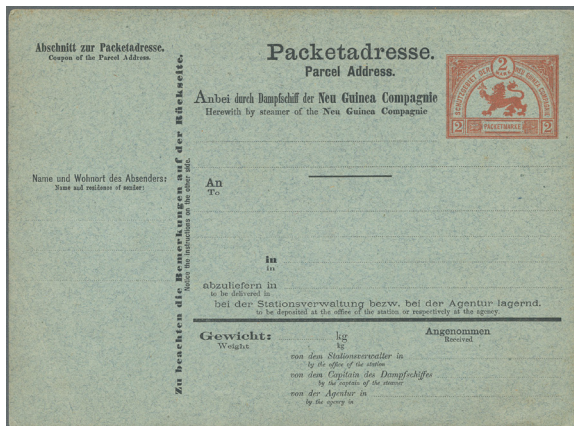 Abschnitt zur Packetadresse.
Coupon of the Parcel Address.
Name und Wohnort des Absenders:
Name and residence of sender:
Zu beachten die Bemerkungen auf der Rückseite.
Notice the instructions on the other side.
Packetadresse.
Parcel Address.
Anbei durch Dampfschiff der Neu Guinea Compagnie
Herewith by steamer of the Neu Guinea Compagnie
SCHUTZGEBIET DER NEU GUINEA COMPAGNIE
2
MARK
2 PACKETMARKE 2
An
To
in
in
abzuliefern in
to be delivered in
bei der Stationsverwaltung bezw. bei der Agentur lagernd.
to be deposited at the office of the station or respectively at the agency.
Gewicht: kg
Weight kg
Angenommen
Received
von dem Stationsverwalter in
by the office of the station
von dem Capitain des Dampfschiffes
by the captain of the steamer
von der Agentur in
by the agency in